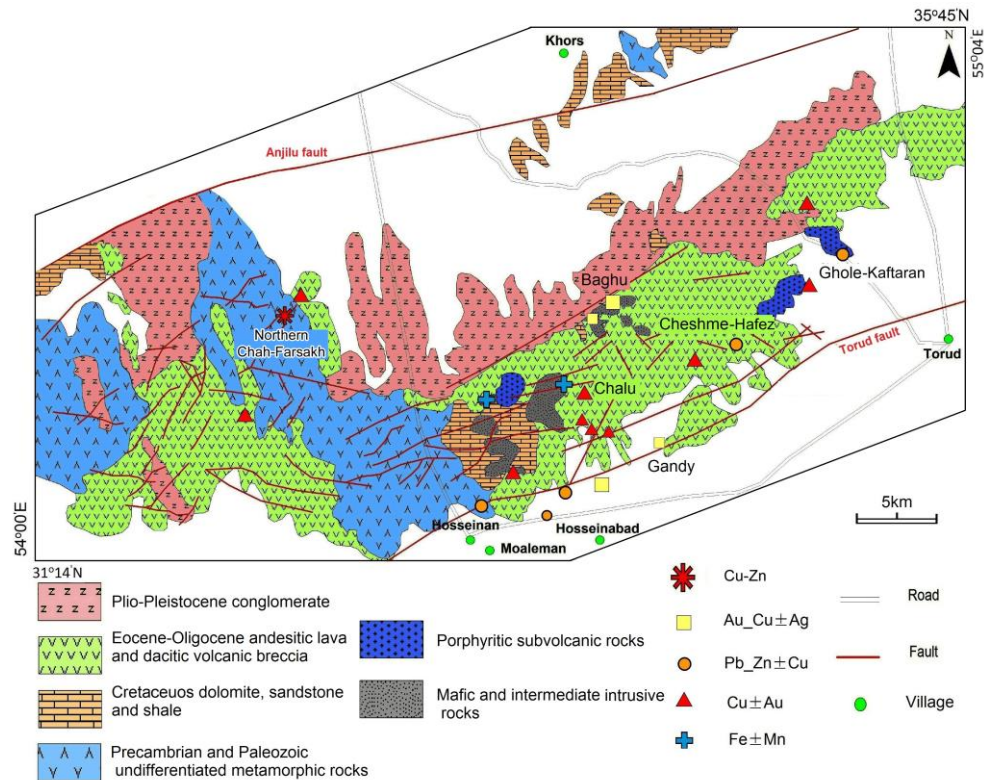 35°45'N
55°04'E
N
Khors
Anjilu fault
Baghu
Ghole-Kaftaran
Cheshme-Hafez
Torud fault
Torud
Northern
Chah-Farsakh
Chalu
Gandy
54°00'E
Hosseinan
Hosseinabad
Moaleman
5km
31°14'N
Plio-Pleistocene conglomerate
Eocene-Oligocene andesitic lava
and dacitic volcanic breccia
Cretaceuos dolomite, sandstone
and shale
Precambrian and Paleozoic
undifferentiated metamorphic rocks
Porphyritic subvolcanic rocks
Mafic and intermediate intrusive
rocks
Cu-Zn
Au_Cu±Ag
Pb_Zn±Cu
Cu±Au
Fe±Mn
Road
Fault
Village